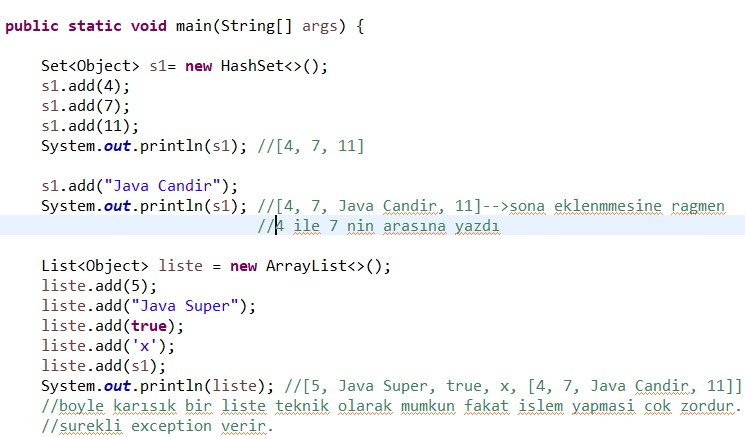 public static void main(String[] args) {
Set<Object> s1= new HashSet<>();
s1.add(4);
s1.add(7);
s1.add(11);
System.out.println(s1); //[4, 7, 11]
s1.add("Java Candir");
System.out.println(s1); //[4, 7, Java Candir, 11]-->sona eklenmmesine ragmen
//4 ile 7 nin arasına yazdı
List<Object> liste = new ArrayList<>();
liste.add(5);
liste.add("Java Super");
liste.add(true);
liste.add('x');
liste.add(s1);
System.out.println(liste); //[5, Java Super, true, x, [4, 7, Java Candir, 11]]
//boyle karısık bir liste teknik olarak mumkun fakat islem yapmasi cok zordur.
//surekli exception verir.